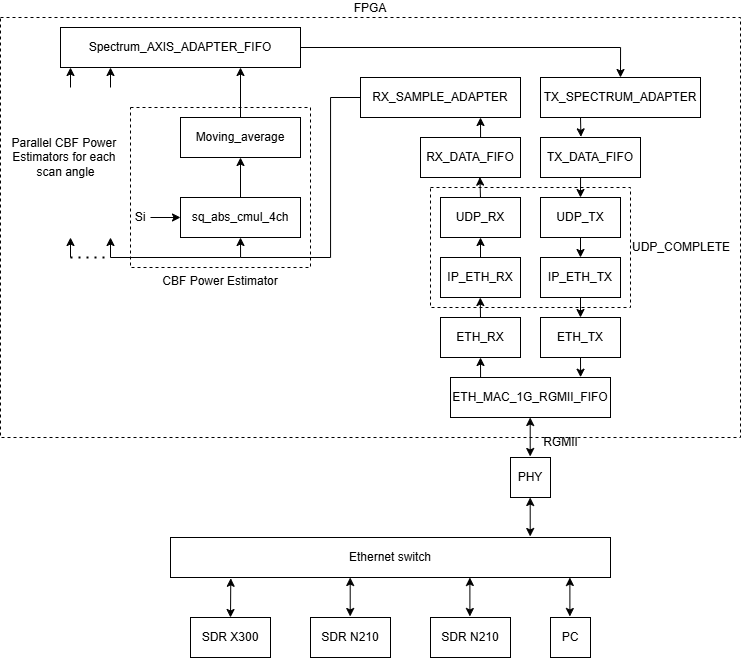 FPGA
Spectrum_AXIS_ADAPTER_FIFO
RX_SAMPLE_ADAPTER
TX_SPECTRUM_ADAPTER
Parallel CBF Power
Estimators for each
scan angle
Moving_average
RX_DATA_FIFO
TX_DATA_FIFO
Si
sq_abs_cmul_4ch
UDP_RX
UDP_TX
UDP_COMPLETE
CBF Power Estimator
IP_ETH_RX
IP_ETH_TX
ETH_RX
ETH_TX
ETH_MAC_1G_RGMII_FIFO
RGMII
PHY
Ethernet switch
SDR X300
SDR N210
SDR N210
PC